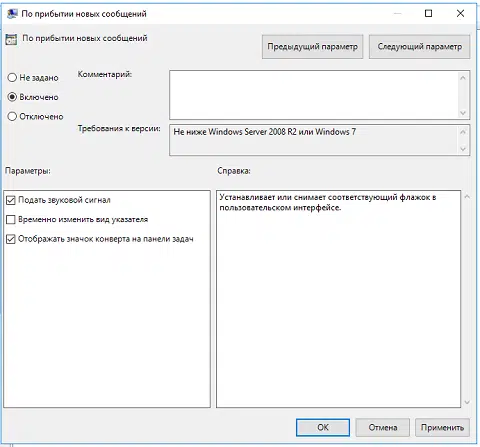 По прибытии новых сообщений
По прибытии новых сообщений
Предыдущий параметр
Следующий параметр
Не задано
Комментарий:
Включено
Отключено
Требования к версии:
Не ниже Windows Server 2008 R2 или Windows 7
Параметры:
Справка:
Подать звуковой сигнал
Временно изменить вид указателя
Отображать значок конверта на панели задач
Устанавливает или снимает соответствующий флажок в
пользовательском интерфейсе.
ОК
Отмена
Применить